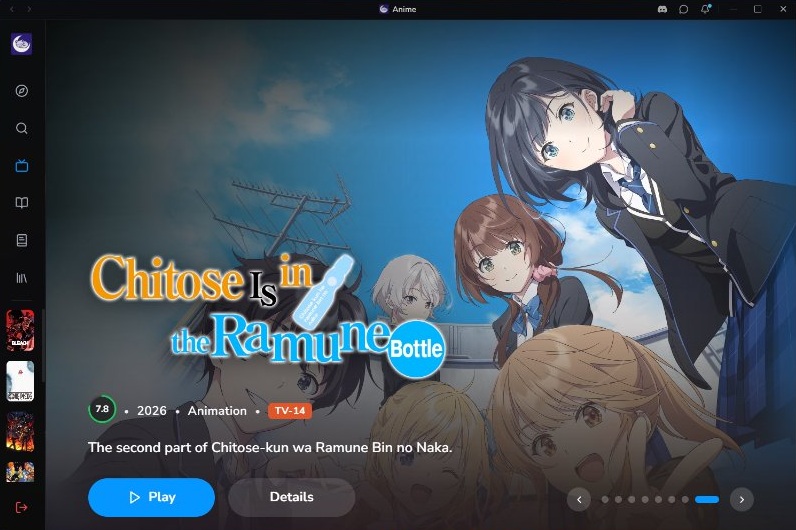 Anime
Chitose Is in
the Ramune Bottle
7.8 • 2026 • Animation • TV-14
The second part of Chitose-kun wa Ramune Bin no Naka.
Play Details
BLEACH